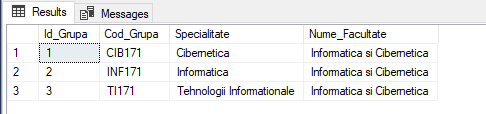 Results Messages
Id_Grupa Cod_Grupa Specialitate Nume_Facultate
1 1 CIB171 Cibernetica Informatica si Cibernetica
2 2 INF171 Informatica Informatica si Cibernetica
3 3 TI171 Tehnologii Informationale Informatica si Cibernetica